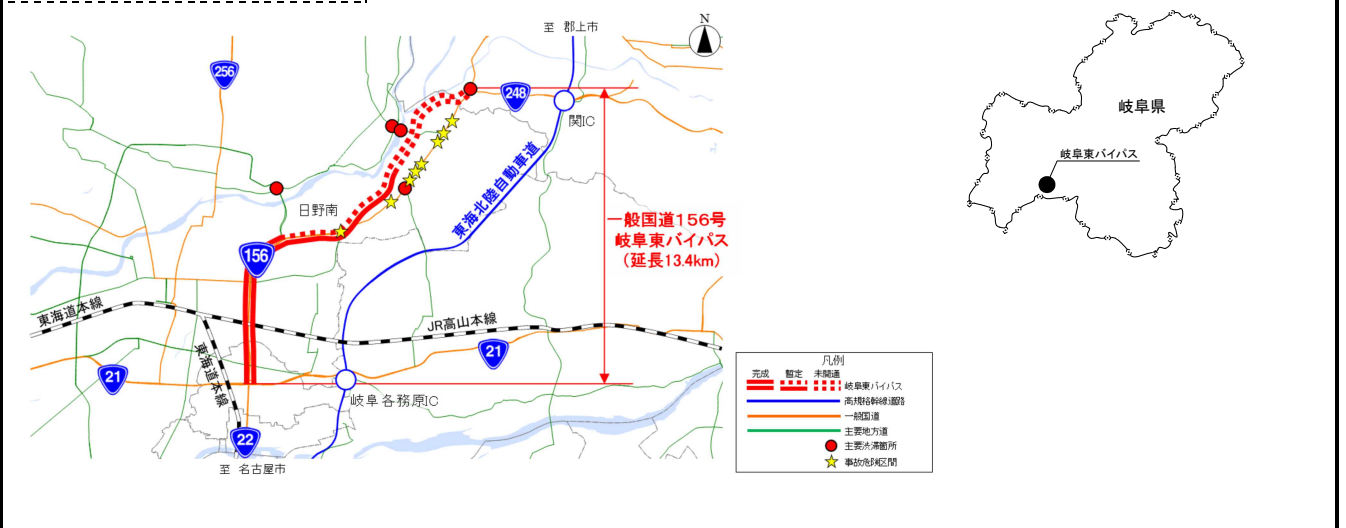 至 郡上市
N
256
248
関IC
岐阜県
岐阜東バイパス
東海北陸自動車道
日野南
156
一般国道156号
岐阜東バイパス
(延長13.4km)
東海道本線
JR高山本線
21
東海道本線
21
岐阜各務原IC
22
至 名古屋市
凡例
完成 暫定 未開通
岐阜東バイパス
高規格幹線道路
一般国道
主要地方道
主要渋滞箇所
事故危険区間